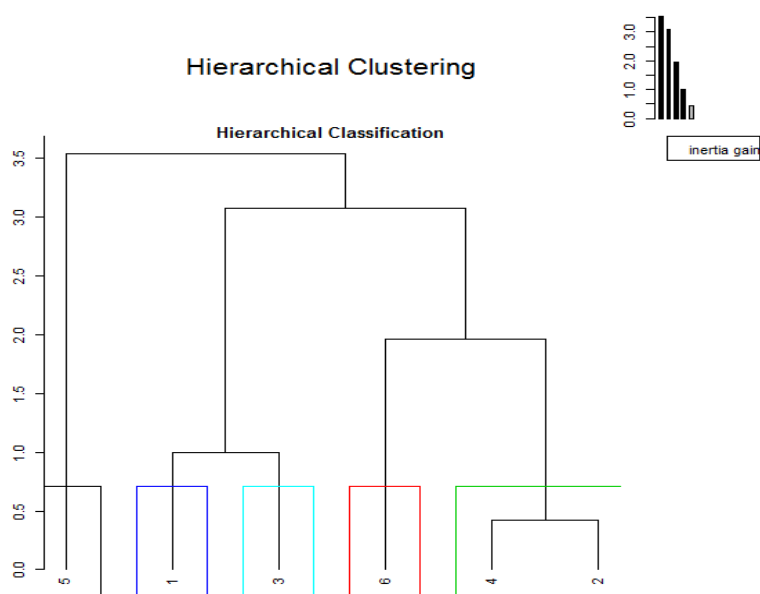 Hierarchical Clustering
0.0 1.0 2.0 3.0
inertia gain
Hierarchical Classification
0.0 0.5 1.0 1.5 2.0 2.5 3.0 3.5
5 1 3 6 4 2